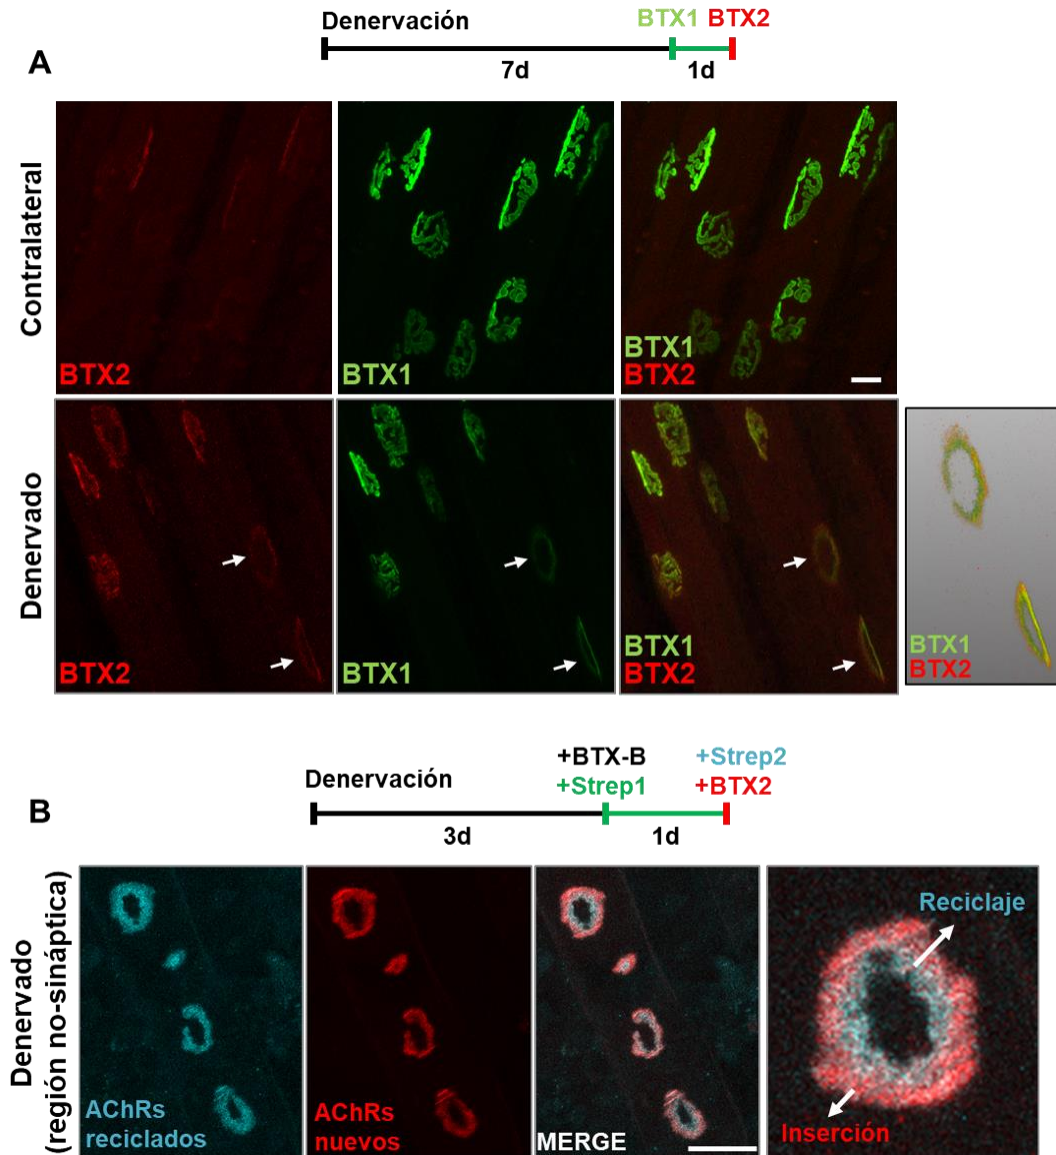 A
Denervación
BTX1 BTX2
7d
1d
Contralateral
BTX2
BTX1
BTX1
BTX2
Denervado
BTX2
BTX1
BTX1
BTX2
BTX1
BTX2
B
Denervación
+BTX-B
+Strep1
+Strep2
+BTX2
3d
1d
Denervado
(región no-sináptica)
AChRs
reciclados
AChRs
nuevos
MERGE
Reciclaje
Inserción